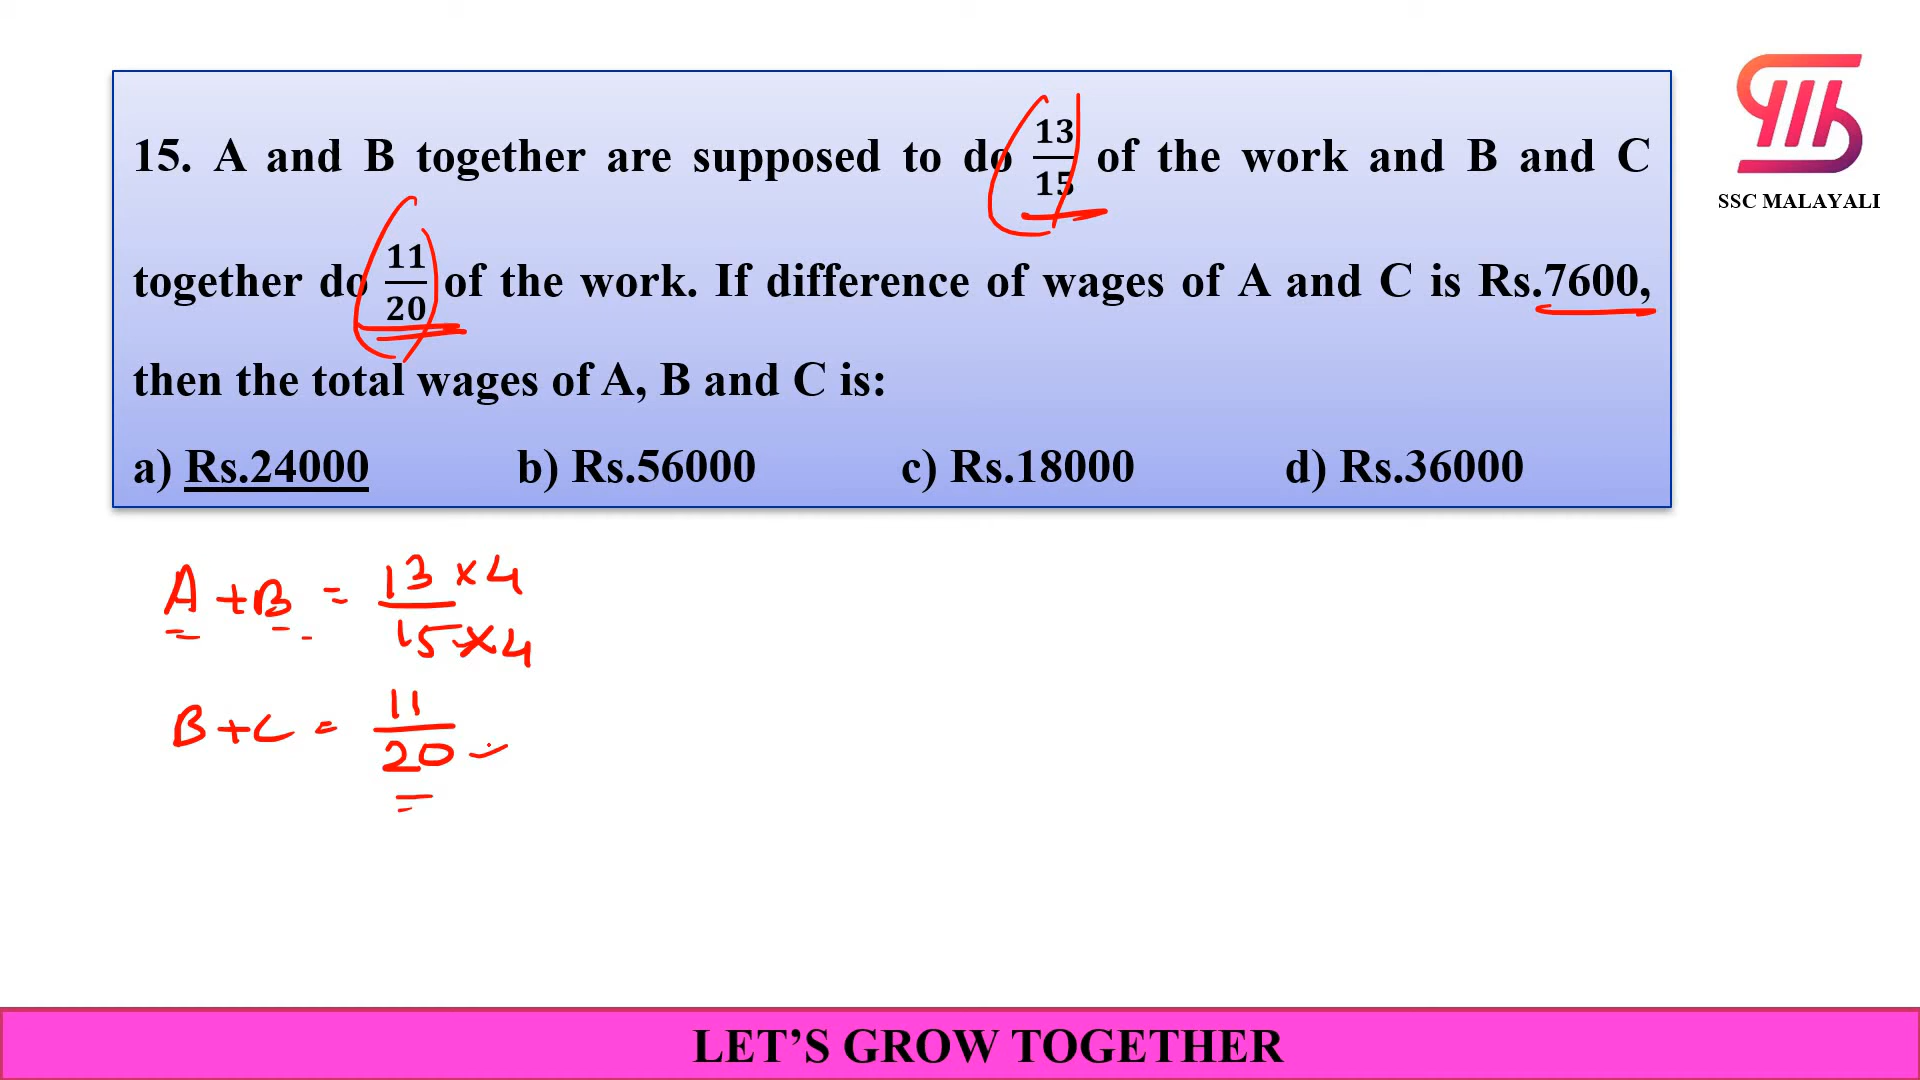 15. A and B together are supposed to do 13/15 of the work and B and C
together do 11/20 of the work. If difference of wages of A and C is Rs.7600,
then the total wages of A, B and C is:
a) Rs.24000 b) Rs.56000 c) Rs.18000 d) Rs.36000
SSC MALAYALI
A + B = 13 × 4 / 15 × 4
B + C = 11 / 20
LET’S GROW TOGETHER